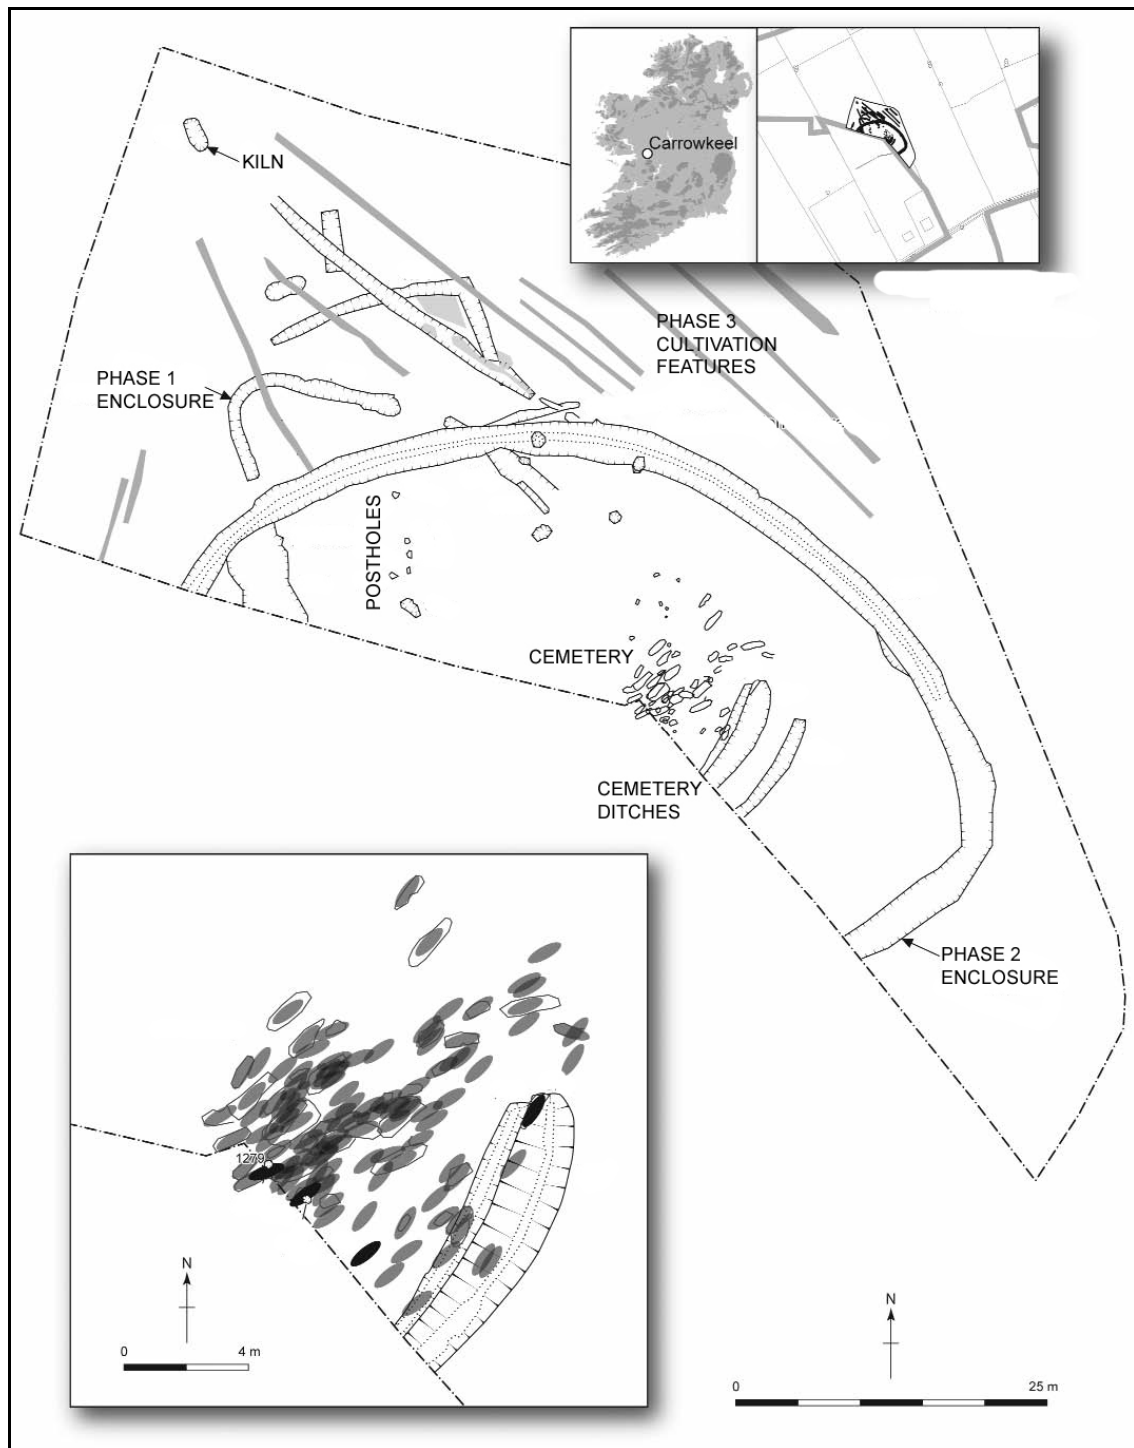 Carrowkeel
KILN
PHASE 3
CULTIVATION
FEATURES
PHASE 1
ENCLOSURE
POSTHOLES
CEMETERY
CEMETERY
DITCHES
PHASE 2
ENCLOSURE
1279
N
0 4 m
N
0 25 m